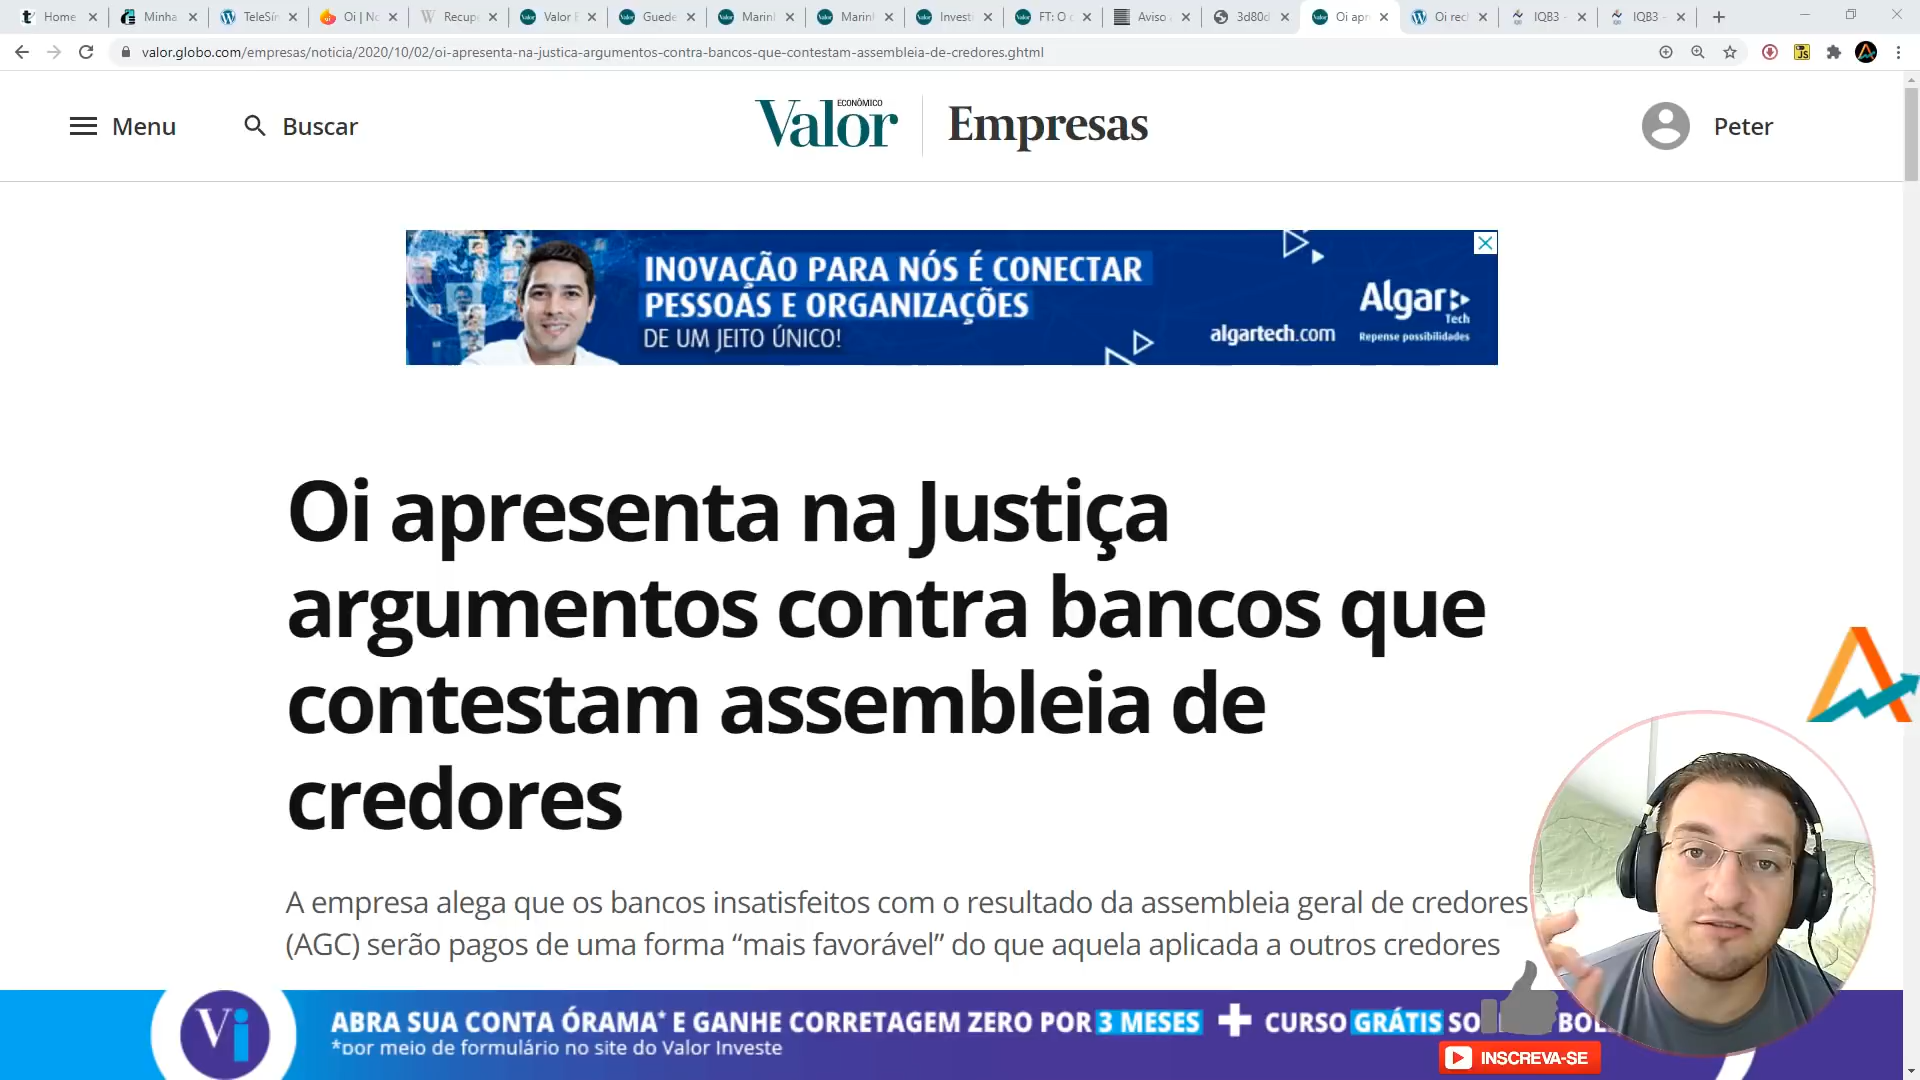 Home
Minha
TeleSín
Oi | No
Recupe
Valor E
Guede
Marin
Marin
Invest
FT: O c
Aviso
3d80d
Oi apr
Oi rec
IQB3 -
IQB3 -
valor.globo.com/empresas/noticia/2020/10/02/oi-apresenta-na-justica-argumentos-contra-bancos-que-contestam-assembleia-de-credores.ghtml
JS
Menu
Buscar
Valor ECONÔMICO
Empresas
Peter
INOVAÇÃO PARA NÓS É CONECTAR
PESSOAS E ORGANIZAÇÕES
DE UM JEITO ÚNICO!
algartech.com
Algar
Tech
Repense possibilidades
Oi apresenta na Justiça
argumentos contra bancos que
contestam assembleia de
credores
A empresa alega que os bancos insatisfeitos com o resultado da assembleia geral de credores
(AGC) serão pagos de uma forma “mais favorável” do que aquela aplicada a outros credores
Vi
ABRA SUA CONTA ÓRAMA* E GANHE CORRETAGEM ZERO POR 3 MESES + CURSO GRÁTIS SO
*por meio de formulário no site do Valor Investe
INSCREVA-SE